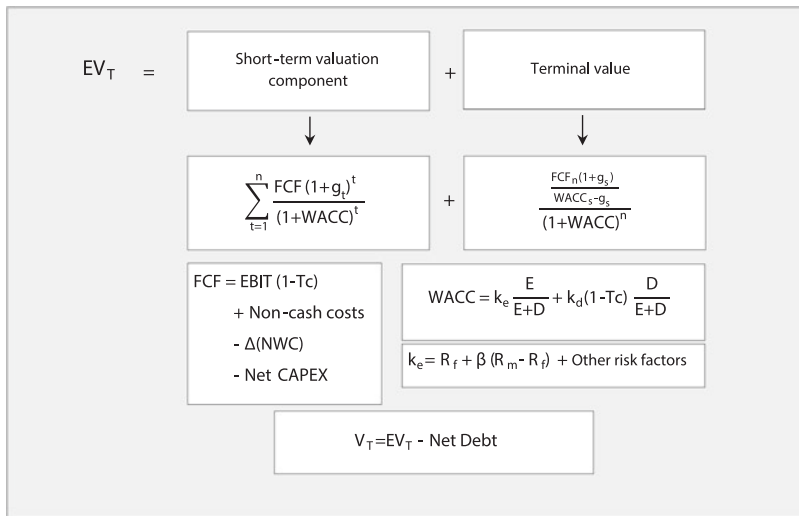 EV_T = Short-term valuation component + Terminal value
∑_{t=1}^{n} FCF(1+g_t)^t / (1+WACC)^t + (FCF_n(1+g_s) / (WACC_s-g_s)) / (1+WACC)^n
FCF = EBIT (1-Tc)
+ Non-cash costs
- Δ(NWC)
- Net CAPEX
WACC = k_e E/(E+D) + k_d(1-Tc) D/(E+D)
k_e = R_f + β (R_m - R_f) + Other risk factors
V_T=EV_T - Net Debt